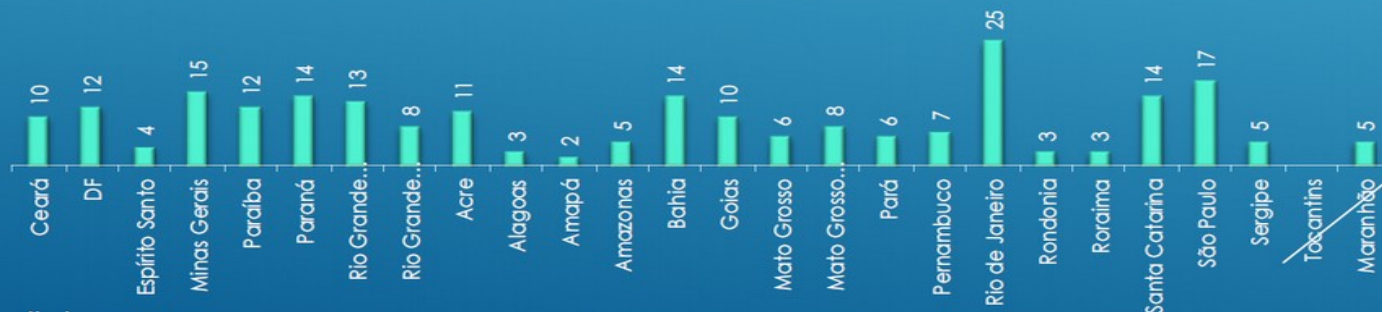 10
12
4
15
12
14
13
8
11
3
2
5
14
10
6
8
6
7
25
3
3
14
17
5
5
Ceará
DF
Espírito Santo
Minas Gerais
Paraíba
Paraná
Rio Grande...
Rio Grande...
Acre
Alagoas
Amapá
Amazonas
Bahia
Goias
Mato Grosso
Mato Grosso...
Pará
Pernambuco
Rio de Janeiro
Rondonia
Roraima
Santa Catarina
São Paulo
Sergipe
Tocantins
Maranhão